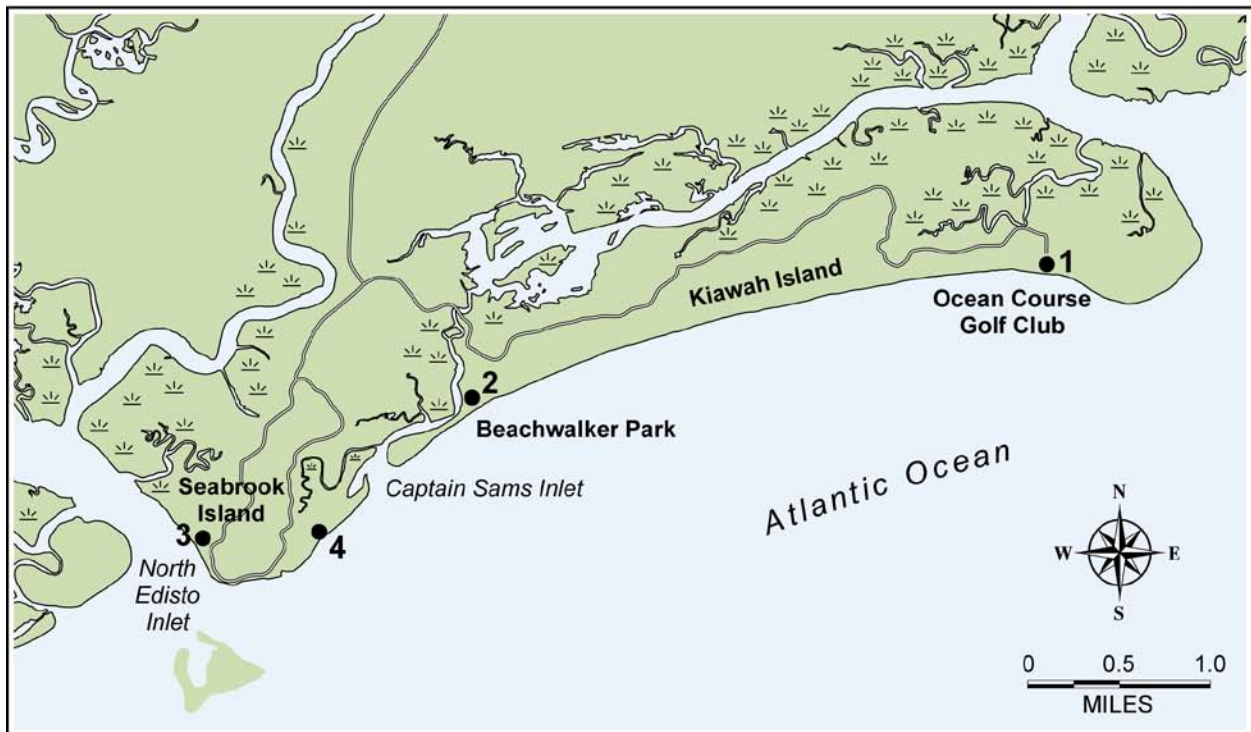 Kiawah Island
1
Ocean Course
Golf Club
2
Beachwalker Park
Captain Sams Inlet
Atlantic Ocean
Seabrook
Island
3
4
North
Edisto
Inlet
N
W
E
S
0 0.5 1.0
MILES